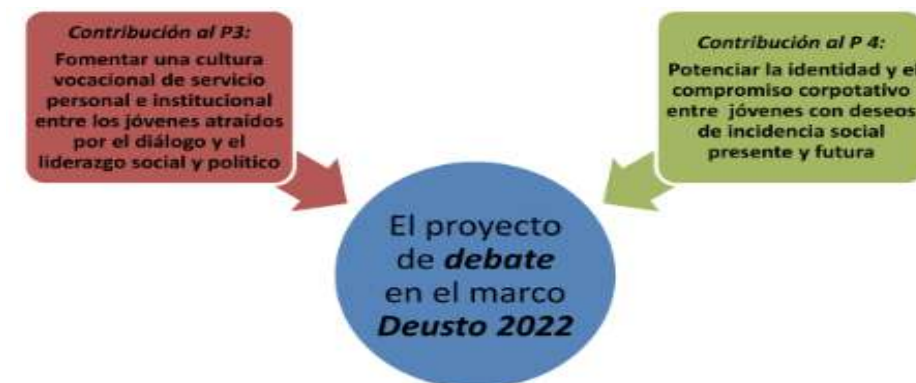 Contribución al P3:
Fomentar una cultura
vocacional de servicio
personal e institucional
entre los jóvenes atraídos
por el diálogo y el
liderazgo social y político
Contribución al P 4:
Potenciar la identidad y el
compromiso corpotativo
entre jóvenes con deseos
de incidencia social
presente y futura
El proyecto
de debate
en el marco
Deusto 2022